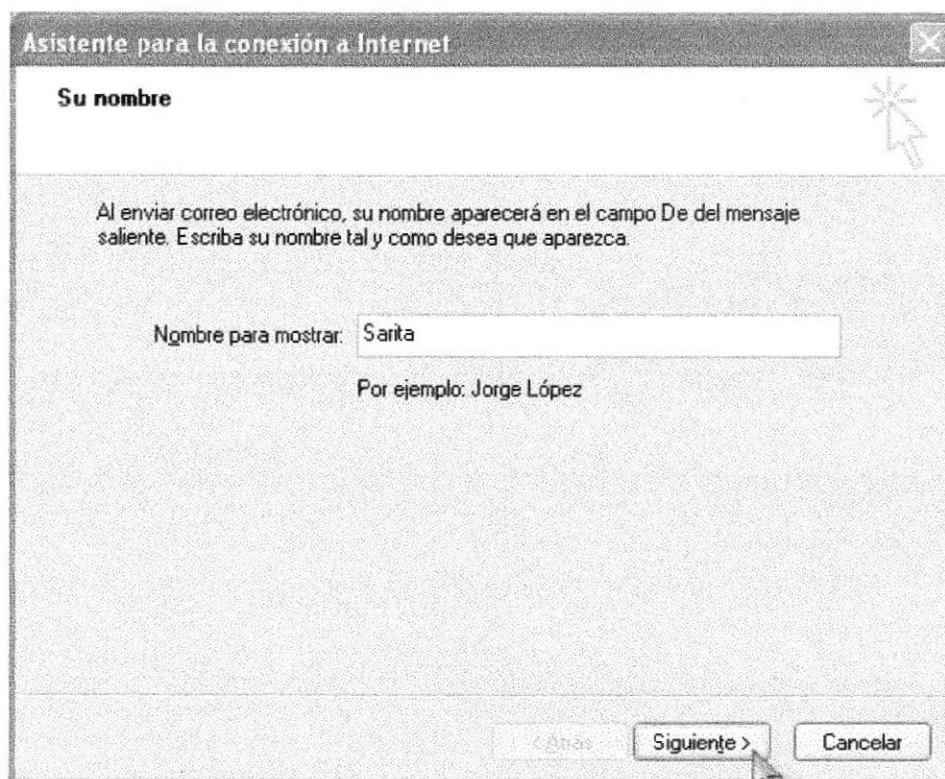 Asistente para la conexión a Internet
Su nombre
Al enviar correo electrónico, su nombre aparecerá en el campo De del mensaje
saliente. Escriba su nombre tal y como desea que aparezca.
Nombre para mostrar: Sarita
Por ejemplo: Jorge López
< Atrás Siguiente > Cancelar